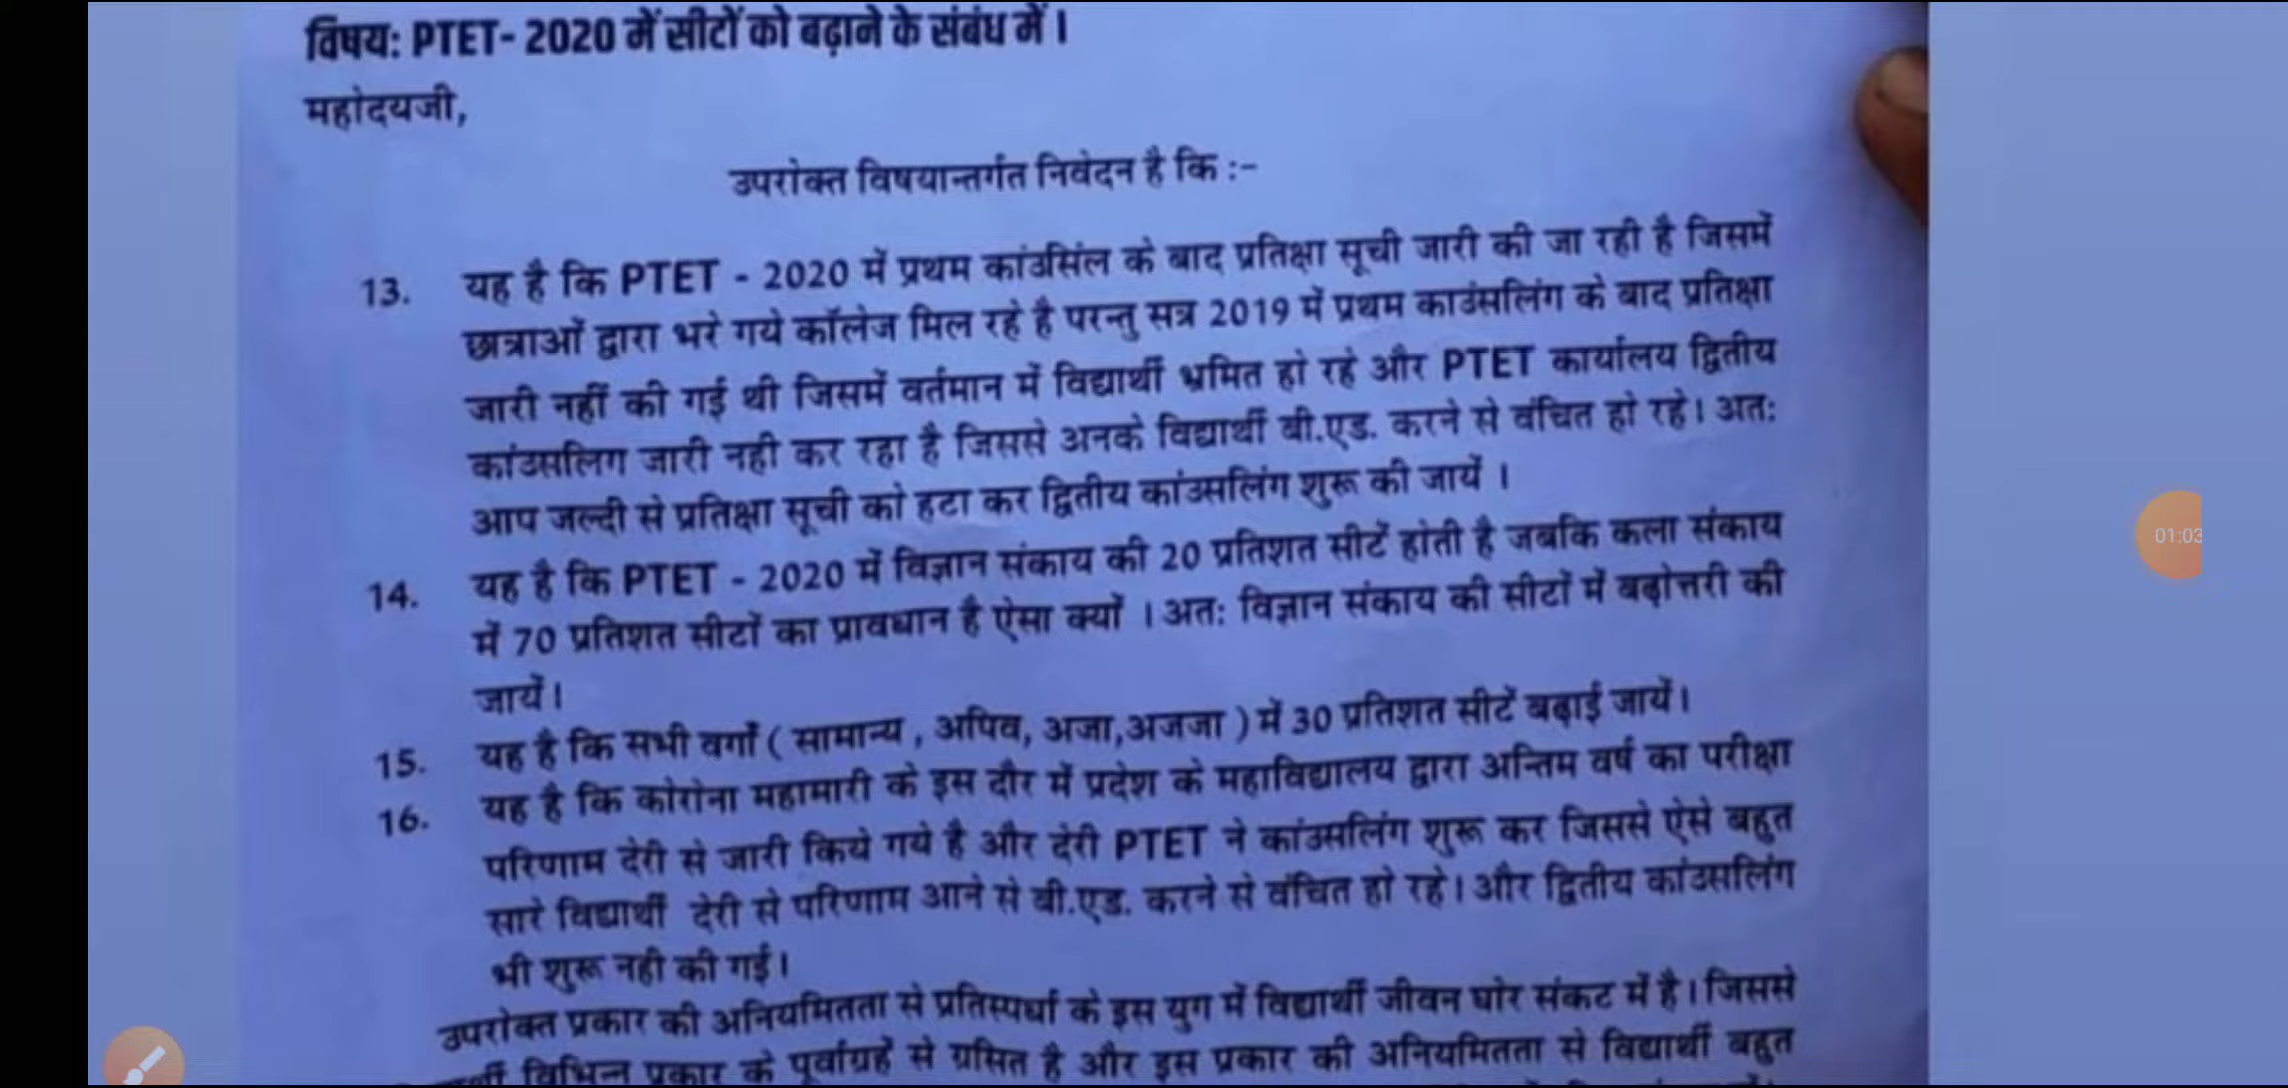 विषय: PTET- 2020 में सीटों को बढ़ाने के संबंध में ।
महोदयजी,
उपरोक्त विषयान्तर्गत निवेदन है कि :-
13. यह है कि PTET - 2020 में प्रथम कांउसिंल के बाद प्रतिक्षा सूची जारी की जा रही है जिसमें
छात्राओं द्वारा भरे गये कॉलेज मिल रहे है परन्तु सत्र 2019 में प्रथम काउंसलिंग के बाद प्रतिक्षा
जारी नहीं की गई थी जिसमें वर्तमान में विद्यार्थी भ्रमित हो रहे और PTET कार्यालय द्वितीय
कांउसलिग जारी नही कर रहा है जिससे अनके विद्यार्थी बी.एड. करने से वंचित हो रहे। अत:
आप जल्दी से प्रतिक्षा सूची को हटा कर द्वितीय कांउसलिंग शुरू की जायें ।
14. यह है कि PTET - 2020 में विज्ञान संकाय की 20 प्रतिशत सीटें होती है जबकि कला संकाय
में 70 प्रतिशत सीटों का प्रावधान है ऐसा क्यों । अत: विज्ञान संकाय की सीटों में बढ़ोत्तरी की
जायें।
15. यह है कि सभी वर्गों ( सामान्य , अपिव, अजा,अजजा ) में 30 प्रतिशत सीटें बढ़ाई जायें।
16. यह है कि कोरोना महामारी के इस दौर में प्रदेश के महाविद्यालय द्वारा अन्तिम वर्ष का परीक्षा
परिणाम देरी से जारी किये गये है और देरी PTET ने कांउसलिंग शुरू कर जिससे ऐसे बहुत
सारे विद्यार्थी देरी से परिणाम आने से बी.एड. करने से वंचित हो रहे। और द्वितीय कांउसलिंग
भी शुरू नही की गई।
उपरोक्त प्रकार की अनियमितता से प्रतिस्पर्धा के इस युग में विद्यार्थी जीवन घोर संकट में है। जिससे
विभिन्न प्रकार के पूर्वाग्रहें से ग्रसित है और इस प्रकार की अनियमितता से विद्यार्थी बहुत
01:03